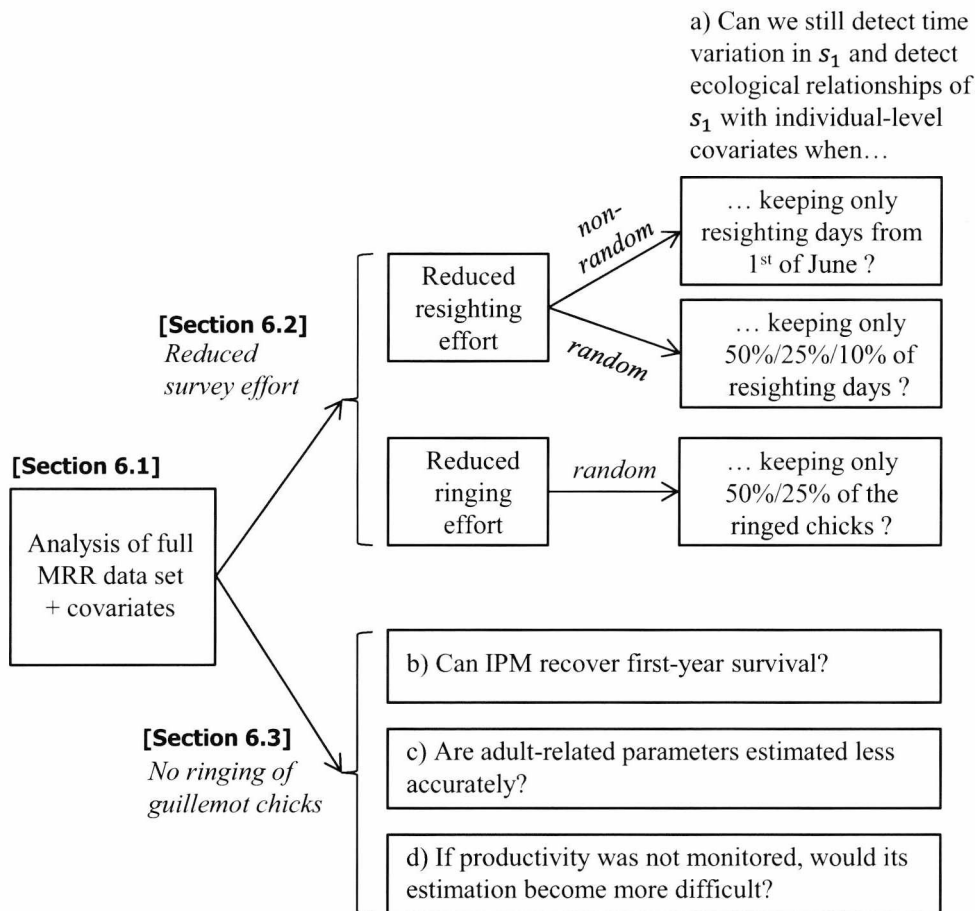 a) Can we still detect time
variation in s₁ and detect
ecological relationships of
s₁ with individual-level
covariates when…
non-
random
… keeping only
resighting days from
1st of June ?
Reduced
resighting
effort
[Section 6.2]
Reduced
survey effort
random
… keeping only
50%/25%/10% of
resighting days ?
[Section 6.1]
Reduced
ringing
effort
random
… keeping only
50%/25% of the
ringed chicks ?
Analysis of full
MRR data set
+ covariates
b) Can IPM recover first-year survival?
[Section 6.3]
No ringing of
guillemot chicks
c) Are adult-related parameters estimated less
accurately?
d) If productivity was not monitored, would its
estimation become more difficult?